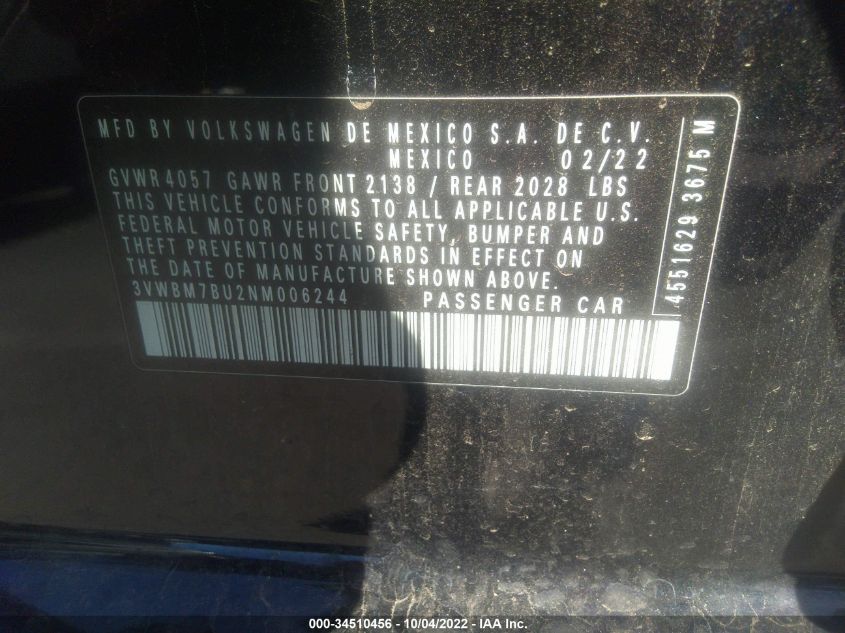 MFD BY VOLKSWAGEN DE MEXICO S.A. DE C.V.
MEXICO 02/22
GVWR 4057 GAWR FRONT 2138 / REAR 2028 LBS
THIS VEHICLE CONFORMS TO ALL APPLICABLE U.S.
FEDERAL MOTOR VEHICLE SAFETY, BUMPER AND
THEFT PREVENTION STANDARDS IN EFFECT ON
THE DATE OF MANUFACTURE SHOWN ABOVE.
3VWBM7BU2NM006244 PASSENGER CAR
4551629 3675 M
000-34510456 - 10/04/2022 - IAA Inc.